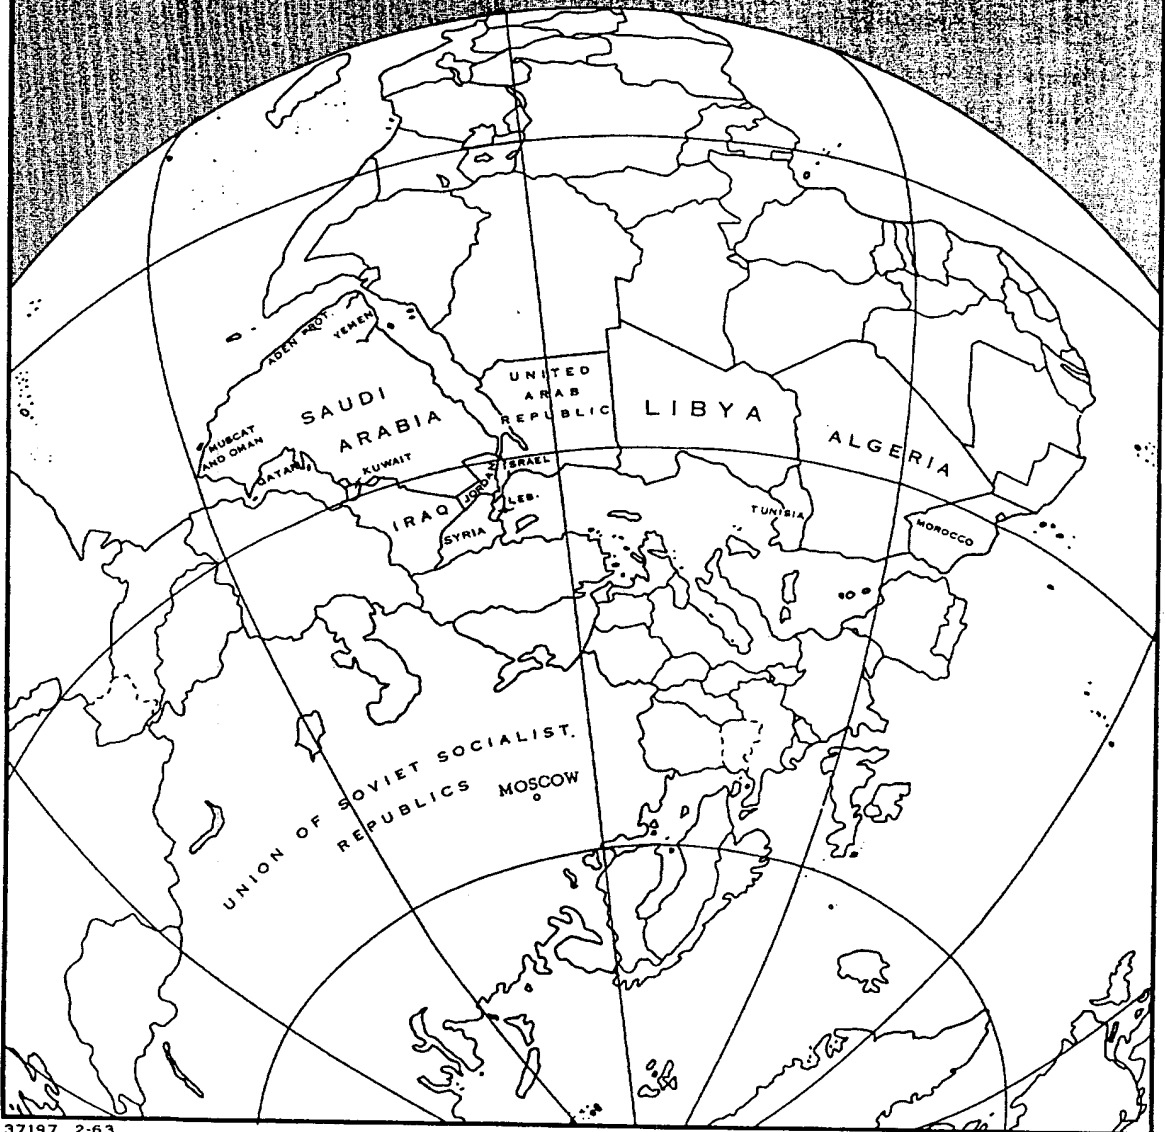 ADEN PROT.
YEMEN
UNITED
ARAB
REPUBLIC
SAUDI
ARABIA
LIBYA
ALGERIA
MUSCAT
AND OMAN
QATAR
KUWAIT
ISRAEL
JORDAN
LEB.
IRAQ
SYRIA
TUNISIA
MOROCCO
UNION OF SOVIET SOCIALIST
REPUBLICS
MOSCOW
37197 2-63